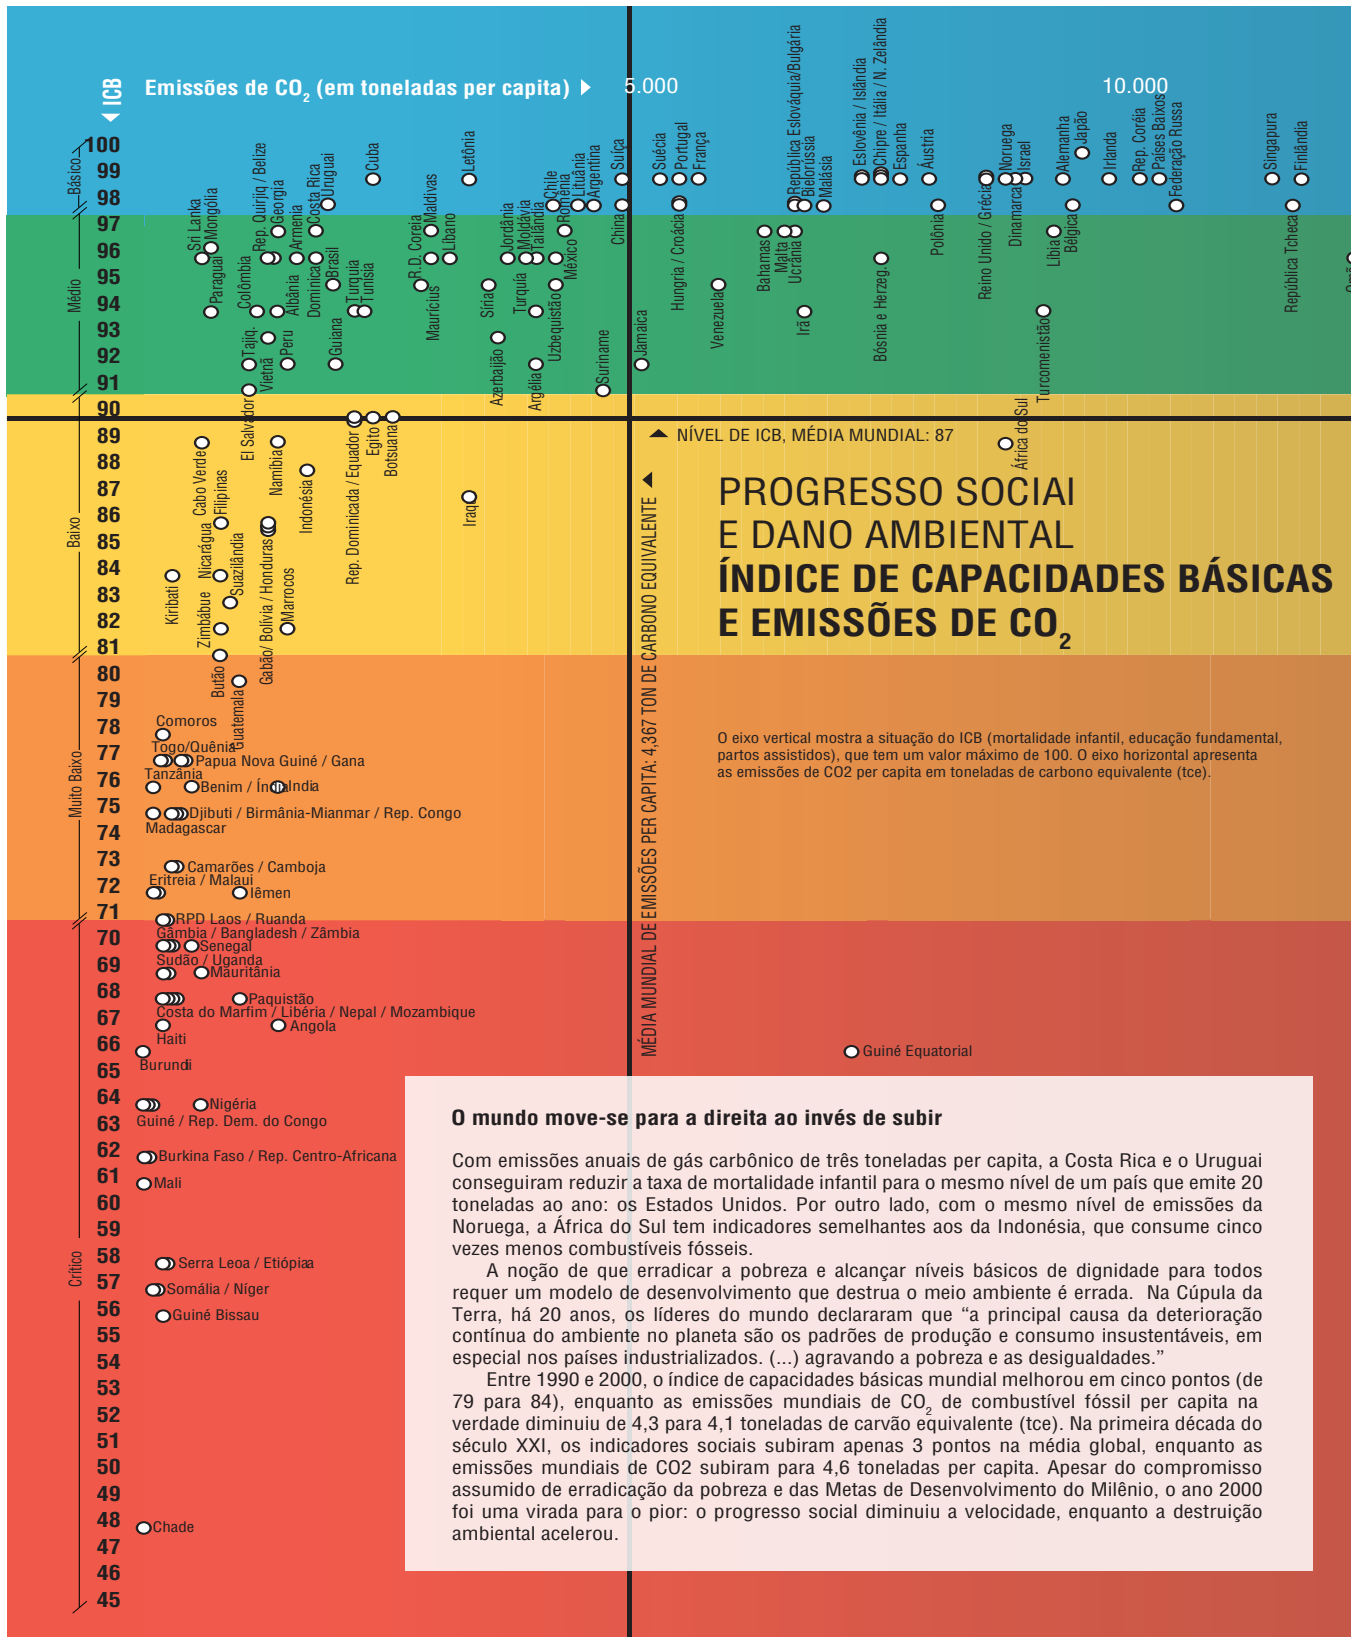 ICB
Emissões de CO2 (em toneladas per capita)
5.000
10.000
100
99
98
97
96
95
94
93
92
91
90
89
88
87
86
85
84
83
82
81
80
79
78
77
76
75
74
73
72
71
70
69
68
67
66
65
64
63
62
61
60
59
58
57
56
55
54
53
52
51
50
49
48
47
46
45
Básico
Médio
Baixo
Muito Baixo
Crítico
Sri Lanka
Mongólia
Paraguai
Colômbia
Rep. Quirjiq / Belize
Georgia
Armenia
Costa Rica
Uruguai
Cuba
Letônia
Albânia
Dominica
Brasil
Turquia
Tunísia
R.D. Coreia
Maldivas
Líbano
Maurícius
Síria
Jordânia
Moldávia
Tailândia
Chile
Romênia
Lituânia
Argentina
Suíça
China
México
Turquía
Uzbequistão
Azerbaijão
Argélia
Suriname
Jamaica
Tajiq.
Vietnã
Peru
Guiana
El Salvador
Suécia
Portugal
França
Hungria / Croácia
Venezuela
República Eslováquia/Bulgária
Bielorússia
Malásia
Bahamas
Malta
Ucrânia
Irã
Eslovênia / Islândia
Chipre / Itália / N. Zelândia
Espanha
Áustria
Polônia
Bósnia e Herzeg.
Noruega
Israel
Reino Unido / Grécia
Dinamarca
Alemanha
Japão
Líbia
Bélgica
Irlanda
Rep. Coréia
Países Baixos
Federação Russa
Singapura
Finlândia
República Tcheca
Turcomenistão
África do Sul
Cabo Verde
Filipinas
Namíbia
Indonésia
Rep. Dominicada / Equador
Egito
Botsuana
Iraqi
Kiribati
Nicarágua
Suazilândia
Zimbábue
Gabão/ Bolívia / Honduras
Marrocos
Butão
Guatemala
NÍVEL DE ICB, MÉDIA MUNDIAL: 87
MÉDIA MUNDIAL DE EMISSÕES PER CAPITA: 4,367 TON DE CARBONO EQUIVALENTE
PROGRESSO SOCIAl
E DANO AMBIENTAL
ÍNDICE DE CAPACIDADES BÁSICAS
E EMISSÕES DE CO2
O eixo vertical mostra a situação do ICB (mortalidade infantil, educação fundamental,
partos assistidos), que tem um valor máximo de 100. O eixo horizontal apresenta
as emissões de CO2 per capita em toneladas de carbono equivalente (tce).
Comoros
Togo/Quênia
Papua Nova Guiné / Gana
Tanzânia
Benim / Índia
India
Djibuti / Birmânia-Mianmar / Rep. Congo
Madagascar
Camarões / Camboja
Eritreia / Malaui
Iêmen
RPD Laos / Ruanda
Gâmbia / Bangladesh / Zâmbia
Senegal
Sudão / Uganda
Mauritânia
Paquistão
Costa do Marfim / Libéria / Nepal / Mozambique
Angola
Haiti
Burundi
Guiné Equatorial
Nigéria
Guiné / Rep. Dem. do Congo
Burkina Faso / Rep. Centro-Africana
Mali
Serra Leoa / Etiópia
Somália / Níger
Guiné Bissau
Chade
O mundo move-se para a direita ao invés de subir
Com emissões anuais de gás carbônico de três toneladas per capita, a Costa Rica e o Uruguai
conseguiram reduzir a taxa de mortalidade infantil para o mesmo nível de um país que emite 20
toneladas ao ano: os Estados Unidos. Por outro lado, com o mesmo nível de emissões da
Noruega, a África do Sul tem indicadores semelhantes aos da Indonésia, que consume cinco
vezes menos combustíveis fósseis.
A noção de que erradicar a pobreza e alcançar níveis básicos de dignidade para todos
requer um modelo de desenvolvimento que destrua o meio ambiente é errada. Na Cúpula da
Terra, há 20 anos, os líderes do mundo declararam que “a principal causa da deterioração
contínua do ambiente no planeta são os padrões de produção e consumo insustentáveis, em
especial nos países industrializados. (...) agravando a pobreza e as desigualdades.”
Entre 1990 e 2000, o índice de capacidades básicas mundial melhorou em cinco pontos (de
79 para 84), enquanto as emissões mundiais de CO2 de combustível fóssil per capita na
verdade diminuiu de 4,3 para 4,1 toneladas de carvão equivalente (tce). Na primeira década do
século XXI, os indicadores sociais subiram apenas 3 pontos na média global, enquanto as
emissões mundiais de CO2 subiram para 4,6 toneladas per capita. Apesar do compromisso
assumido de erradicação da pobreza e das Metas de Desenvolvimento do Milênio, o ano 2000
foi uma virada para o pior: o progresso social diminuiu a velocidade, enquanto a destruição
ambiental acelerou.